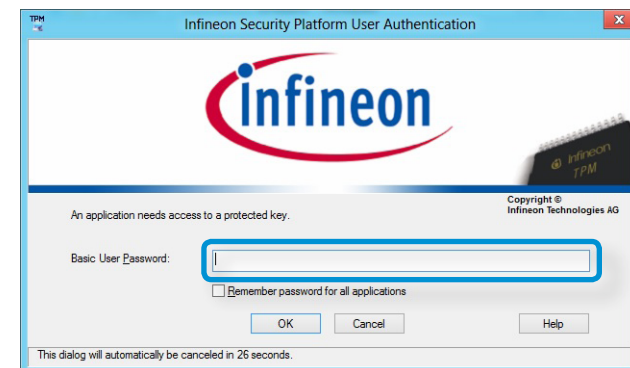 TPM
Infineon Security Platform User Authentication
x
infineon
Infineon
TPM
Copyright ©
Infineon Technologies AG
An application needs access to a protected key.
Basic User Password:
Remember password for all applications
OK Cancel Help
This dialog will automatically be canceled in 26 seconds.